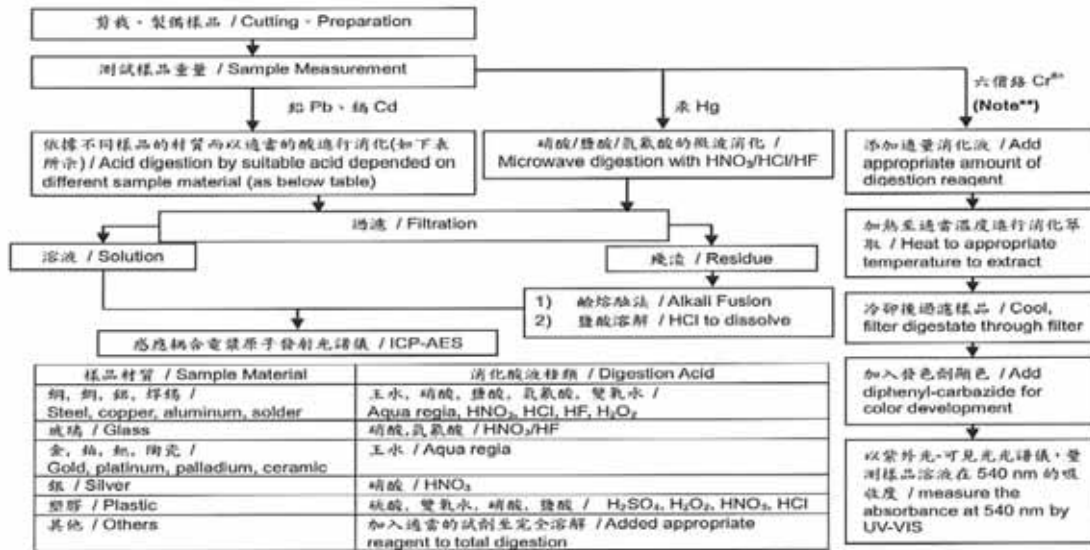 剪裁、製備樣品 / Cutting - Preparation
測試樣品重量 / Sample Measurement
鉛 Pb、鎘 Cd
汞 Hg
六價鉻 Cr⁶⁺
(Note**)
依據不同樣品的材質而以適當的酸進行消化(如下表
所示) / Acid digestion by suitable acid depended on
different sample material (as below table)
硝酸/鹽酸/氫氟酸的微波消化 /
Microwave digestion with HNO₃/HCl/HF
過濾 / Filtration
溶液 / Solution
殘渣 / Residue
1) 鹼熔融法 / Alkali Fusion
2) 鹽酸溶解 / HCl to dissolve
感應耦合電漿原子發射光譜儀 / ICP-AES
添加適量消化液 / Add
appropriate amount of
digestion reagent
加熱至適當溫度進行消化萃
取 / Heat to appropriate
temperature to extract
冷卻後過濾樣品 / Cool,
filter digestate through filter
加入發色劑顯色 / Add
diphenyl-carbazide for
color development
以紫外光-可見光光譜儀,量
測樣品溶液在 540 nm 的吸
收度 / measure the
absorbance at 540 nm by
UV-VIS
樣品材質 / Sample Material
消化酸液種類 / Digestion Acid
鋼, 銅, 鋁, 焊錫 /
Steel, copper, aluminum, solder
王水, 硝酸, 鹽酸, 氫氟酸, 雙氧水 /
Aqua regia, HNO₃, HCl, HF, H₂O₂
玻璃 / Glass
硝酸,氫氟酸 / HNO₃/HF
金, 鉑, 鈀, 陶瓷 /
Gold, platinum, palladium, ceramic
王水 / Aqua regia
銀 / Silver
硝酸 / HNO₃
塑膠 / Plastic
硫酸, 雙氧水, 硝酸, 鹽酸 / H₂SO₄, H₂O₂, HNO₃, HCl
其他 / Others
加入適當的試劑至完全溶解 / Added appropriate
reagent to total digestion